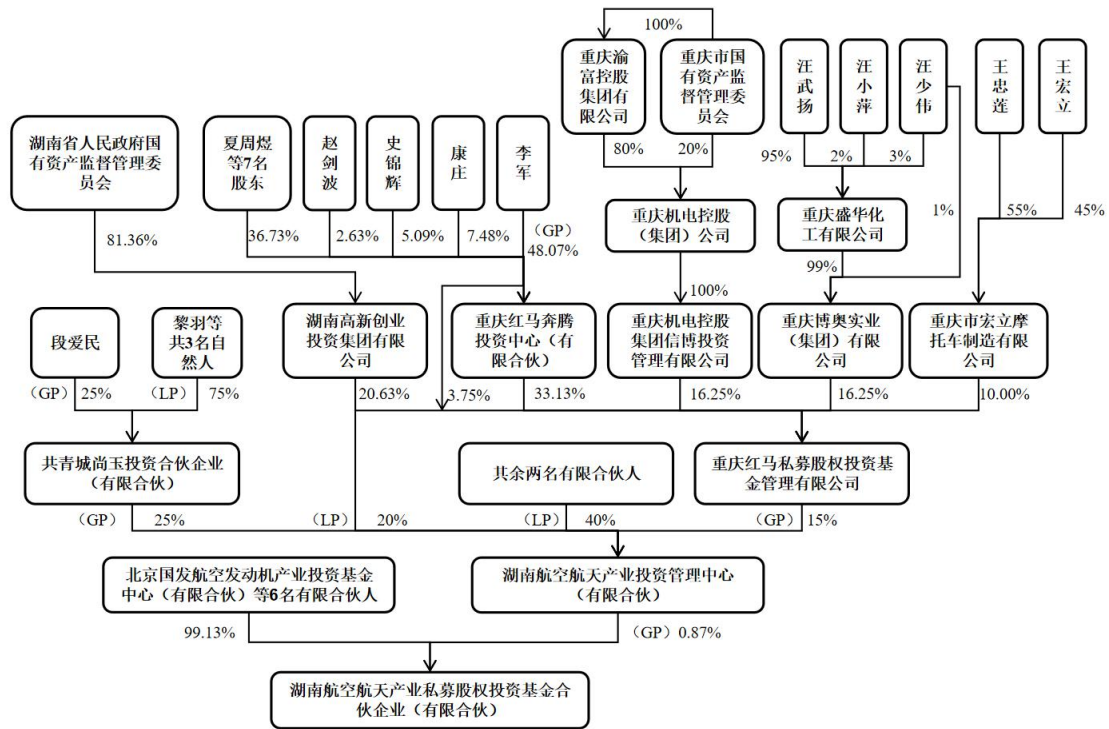 100%
重庆渝
富控股
集团有
限公司
重庆市国
有资产监
督管理委
员会
汪武扬
汪小萍
汪少伟
王忠莲
王宏立
湖南省人民政府国
有资产监督管理委
员会
夏周煜
等7名
股东
赵剑波
史锦辉
康庄
李军
80%
20%
95%
2%
3%
重庆机电控股
（集团）公司
重庆盛华化
工有限公司
1%
55%
45%
81.36%
36.73%
2.63%
5.09%
7.48%
（GP）
48.07%
100%
99%
段爱民
黎羽等
共3名自
然人
湖南高新创业
投资集团有限
公司
重庆红马奔腾
投资中心（有
限合伙）
重庆机电控股
集团信博投资
管理有限公司
重庆博奥实业
（集团）有限
公司
重庆市宏立摩
托车制造有限
公司
（GP） 25%
（LP） 75%
20.63%
3.75%
33.13%
16.25%
16.25%
10.00%
共青城尚玉投资合伙企业
（有限合伙）
其余两名有限合伙人
重庆红马私募股权投资基
金管理有限公司
（GP） 25%
（LP） 20%
（LP） 40%
（GP） 15%
北京国发航空发动机产业投资基金
中心（有限合伙）等6名有限合伙人
湖南航空航天产业投资管理中心
（有限合伙）
99.13%
（GP）0.87%
湖南航空航天产业私募股权投资基金合
伙企业（有限合伙）